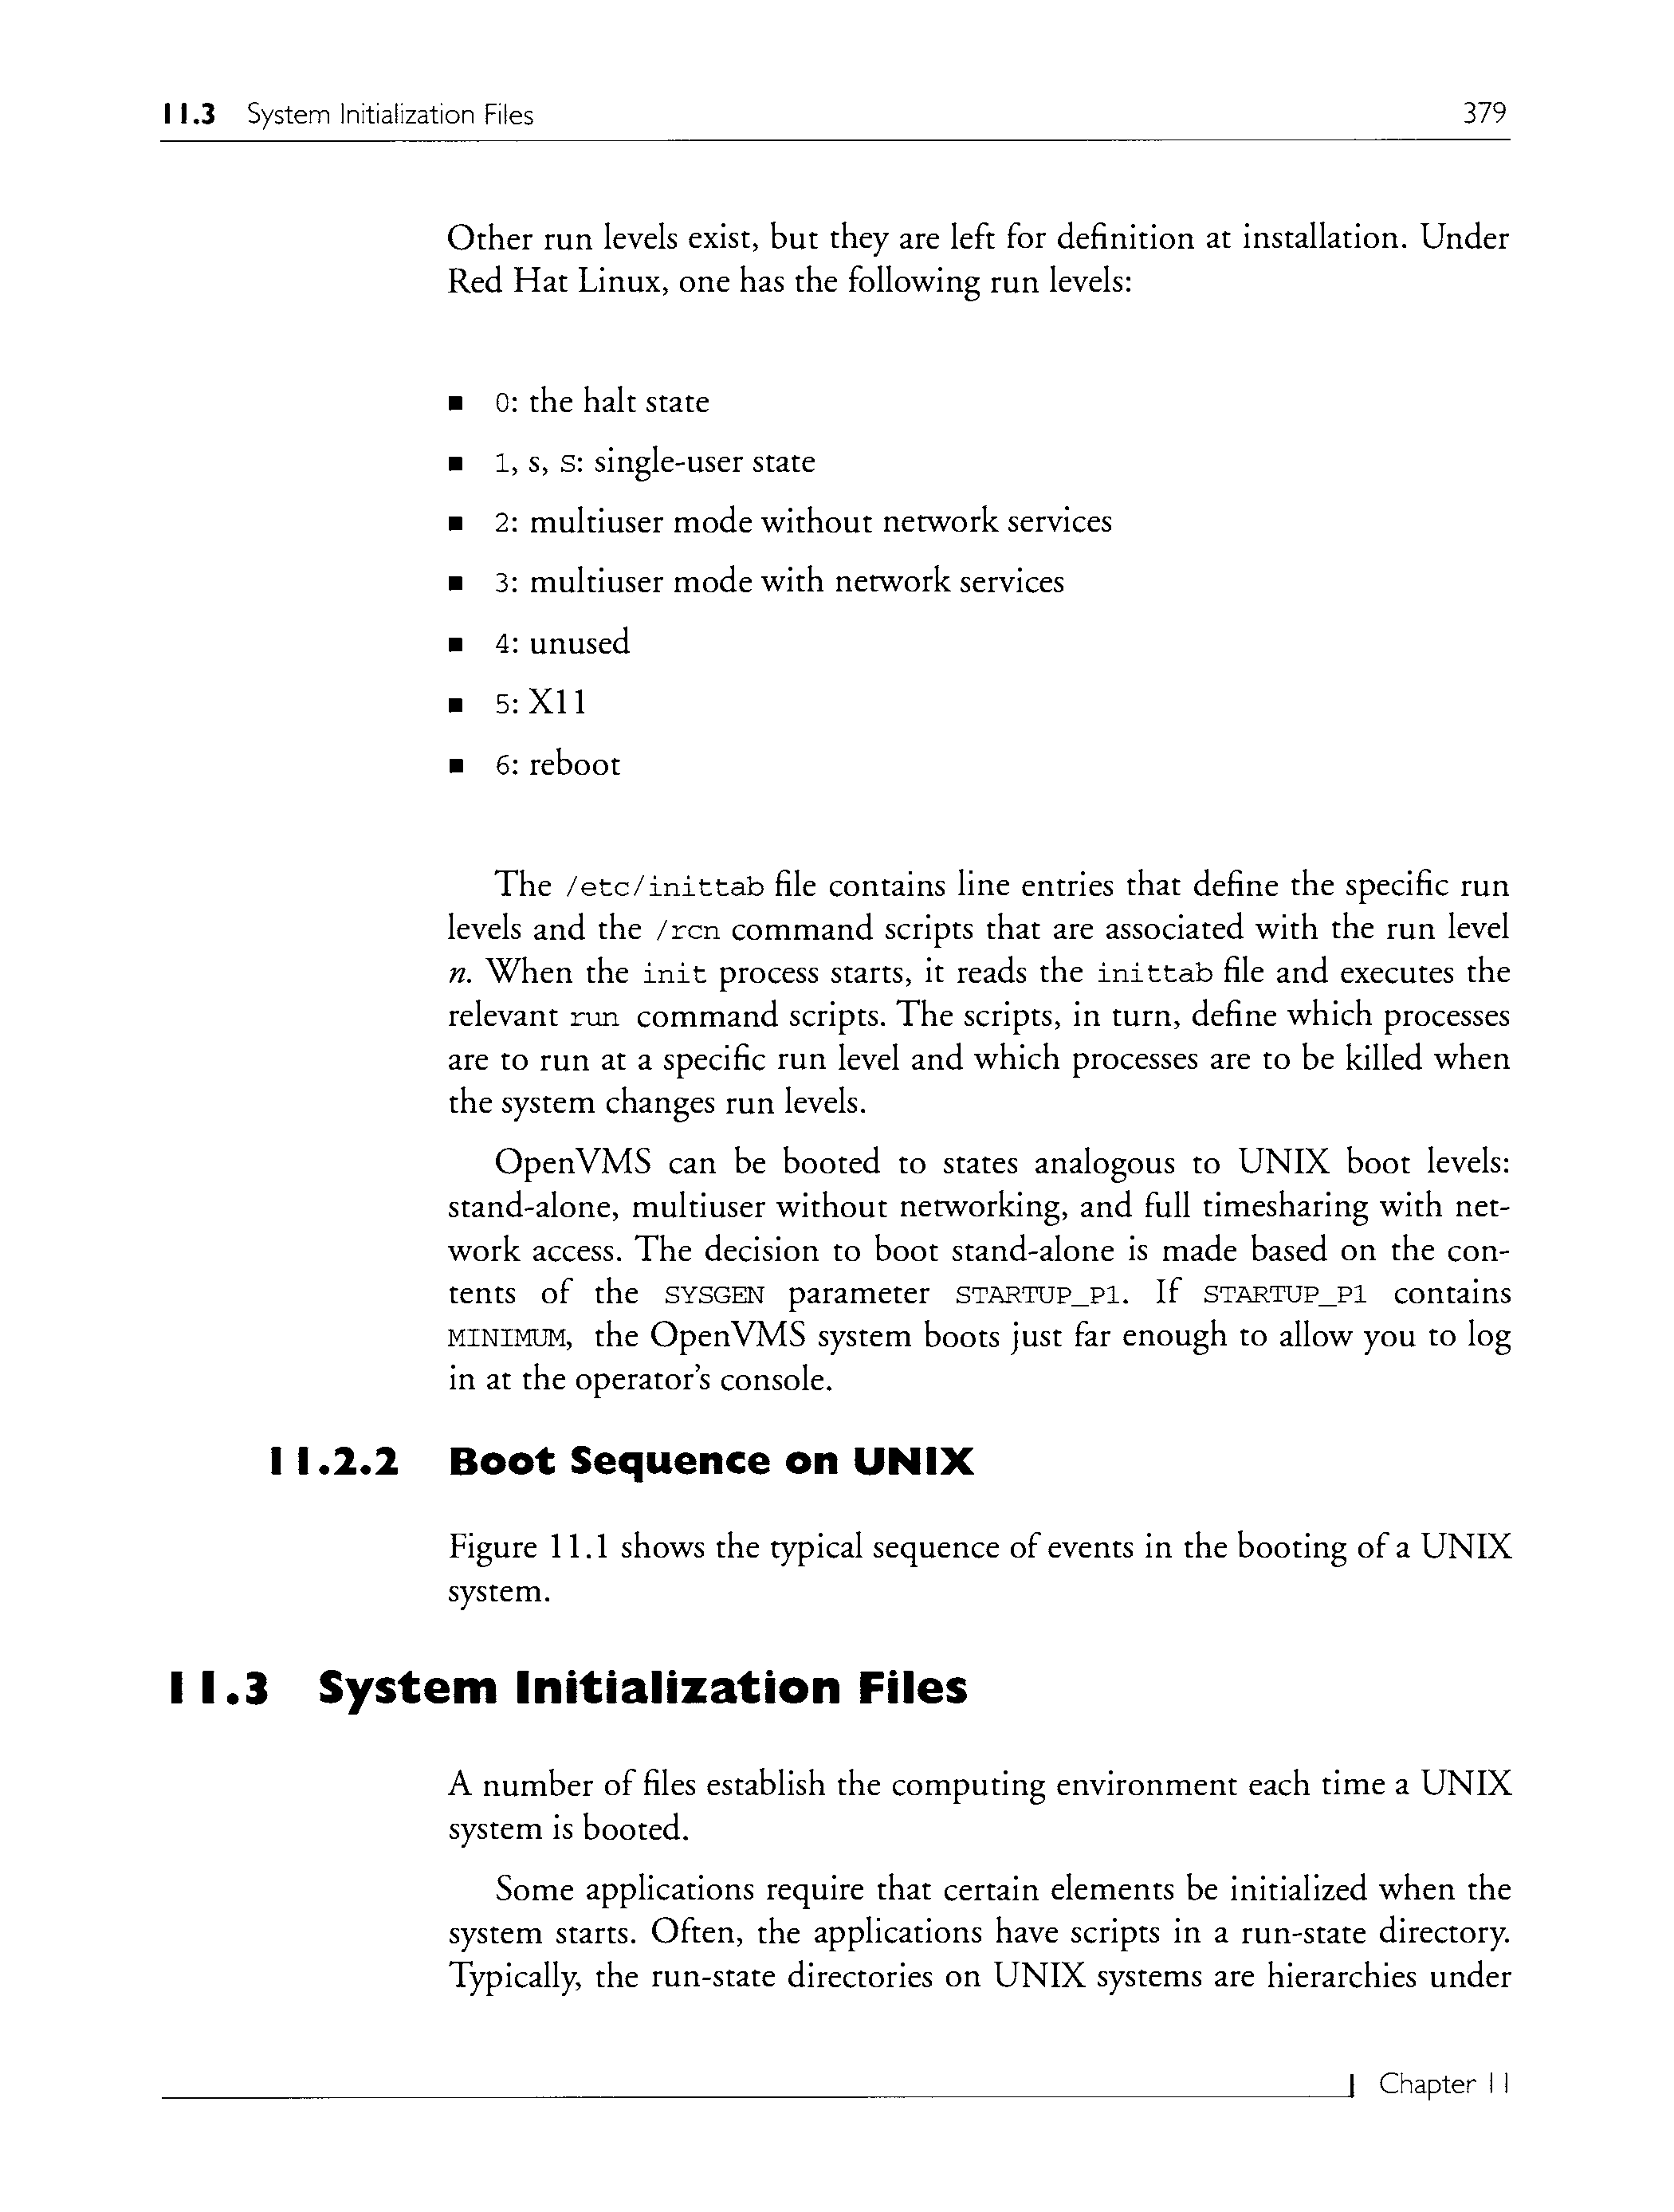 11.3 System Initialization Files 379
Other run levels exist, but they are left for definition at installation. Under
Red Hat Linux, one has the following run levels:
■ 0: the halt state
■ 1, s, S: single-user state
■ 2: multiuser mode without network services
■ 3: multiuser mode with network services
■ 4: unused
■ 5: X11
■ 6: reboot
The /etc/inittab file contains line entries that define the specific run
levels and the /rcn command scripts that are associated with the run level
n. When the init process starts, it reads the inittab file and executes the
relevant run command scripts. The scripts, in turn, define which processes
are to run at a specific run level and which processes are to be killed when
the system changes run levels.
OpenVMS can be booted to states analogous to UNIX boot levels:
stand-alone, multiuser without networking, and full timesharing with net-
work access. The decision to boot stand-alone is made based on the con-
tents of the SYSGEN parameter STARTUP_P1. If STARTUP_P1 contains
MINIMUM, the OpenVMS system boots just far enough to allow you to log
in at the operator's console.
11.2.2 Boot Sequence on UNIX
Figure 11.1 shows the typical sequence of events in the booting of a UNIX
system.
11.3 System Initialization Files
A number of files establish the computing environment each time a UNIX
system is booted.
Some applications require that certain elements be initialized when the
system starts. Often, the applications have scripts in a run-state directory.
Typically, the run-state directories on UNIX systems are hierarchies under
Chapter 11